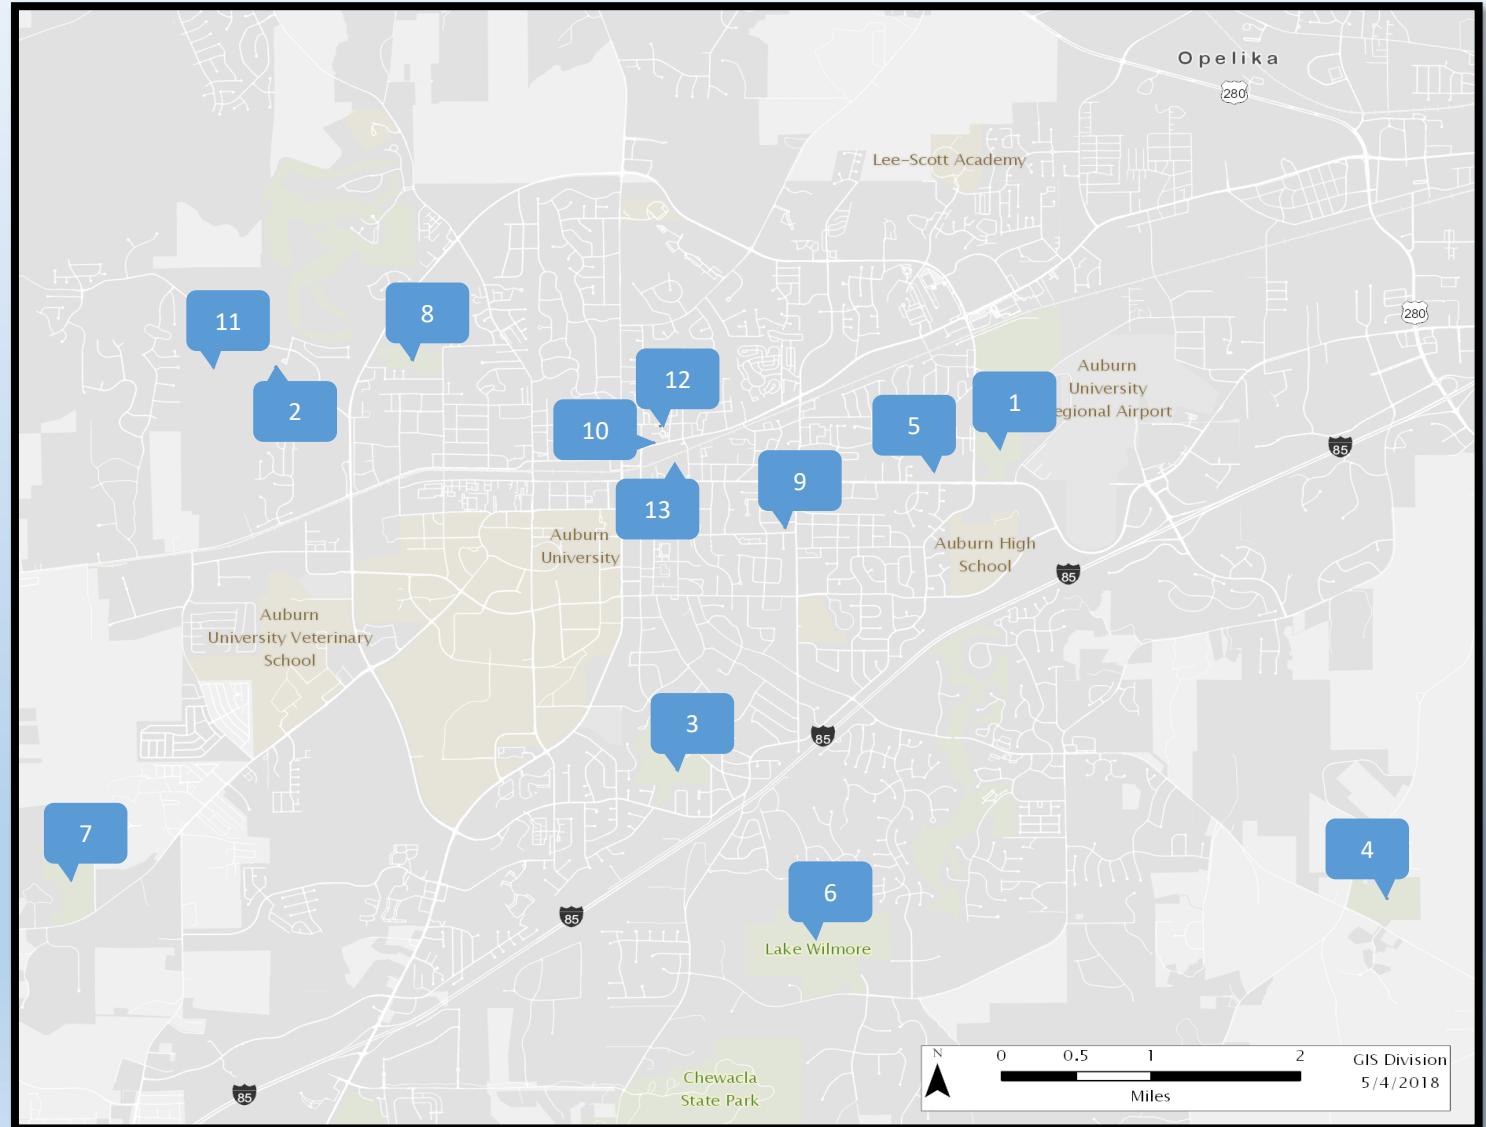 Opelika
280
Lee-Scott Academy
11
8
280
12
Auburn
University
egional Airport
1
2
10
5
85
9
13
Auburn
University
Auburn High
School
85
Auburn
University Veterinary
School
3
85
7
4
6
85
Lake Wilmore
N
0 0.5 1 2
Miles
GIS Division
5/4/2018
Chewacla
State Park
85